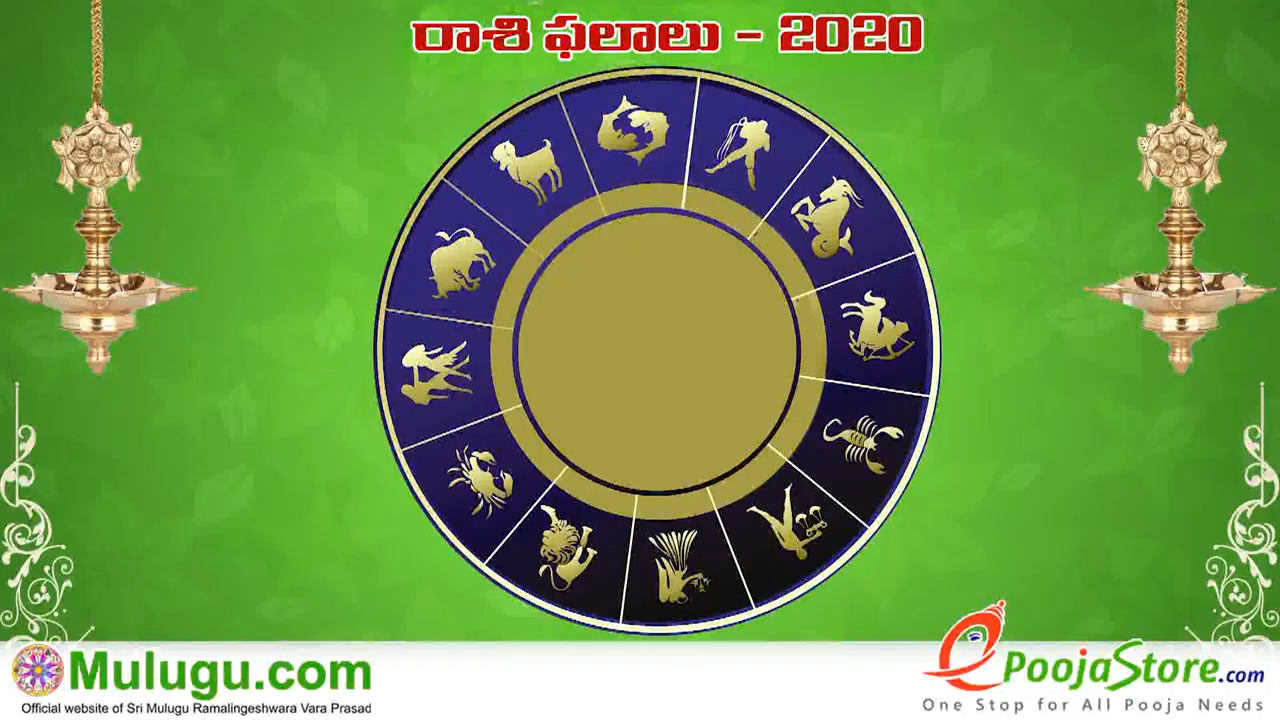 రాశి ఫలాలు - 2020
Mulugu.com
Official website of Sri Mulugu Ramalingeshwara Vara Prasad
ePoojaStore.com
One Stop for All Pooja Needs